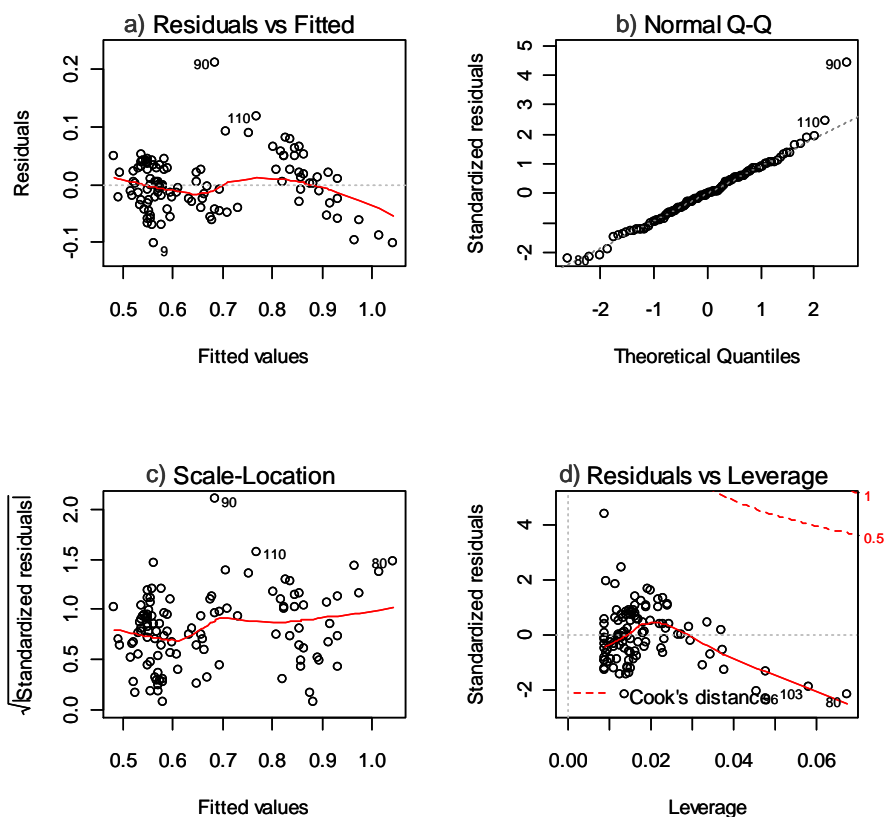 a) Residuals vs Fitted
Residuals
0.2
0.1
0.0
-0.1
90
110
9
0.5 0.6 0.7 0.8 0.9 1.0
Fitted values
b) Normal Q-Q
Standardized residuals
5
4
3
2
1
0
-2
90
110
80
-2 -1 0 1 2
Theoretical Quantiles
c) Scale-Location
√|Standardized residuals|
2.0
1.5
1.0
0.5
0.0
90
110
80
0.5 0.6 0.7 0.8 0.9 1.0
Fitted values
d) Residuals vs Leverage
Standardized residuals
4
2
0
-2
1
0.5
Cook's distance
96
103
80
0.00 0.02 0.04 0.06
Leverage